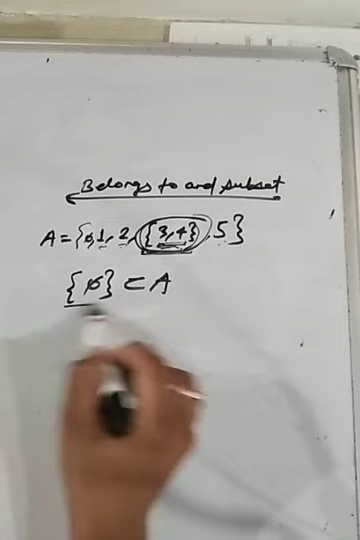 Belongs to and subset
A = {φ, 1, 2, {3, 4}, 5}
{φ} ⊂ A